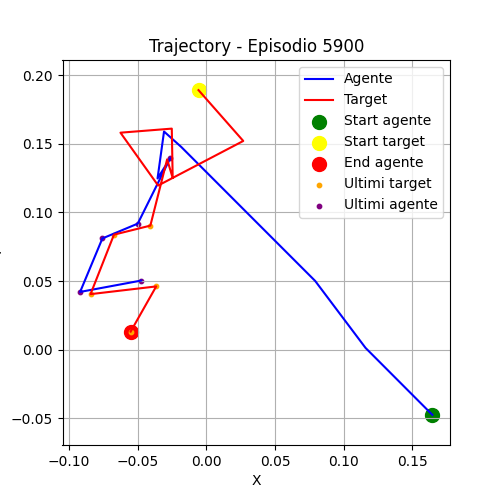 Trajectory - Episodio 5900
Agente
Target
Start agente
Start target
End agente
Ultimi target
Ultimi agente
0.20
0.15
0.10
0.05
0.00
−0.05
−0.10
−0.05
0.00
0.05
0.10
0.15
X